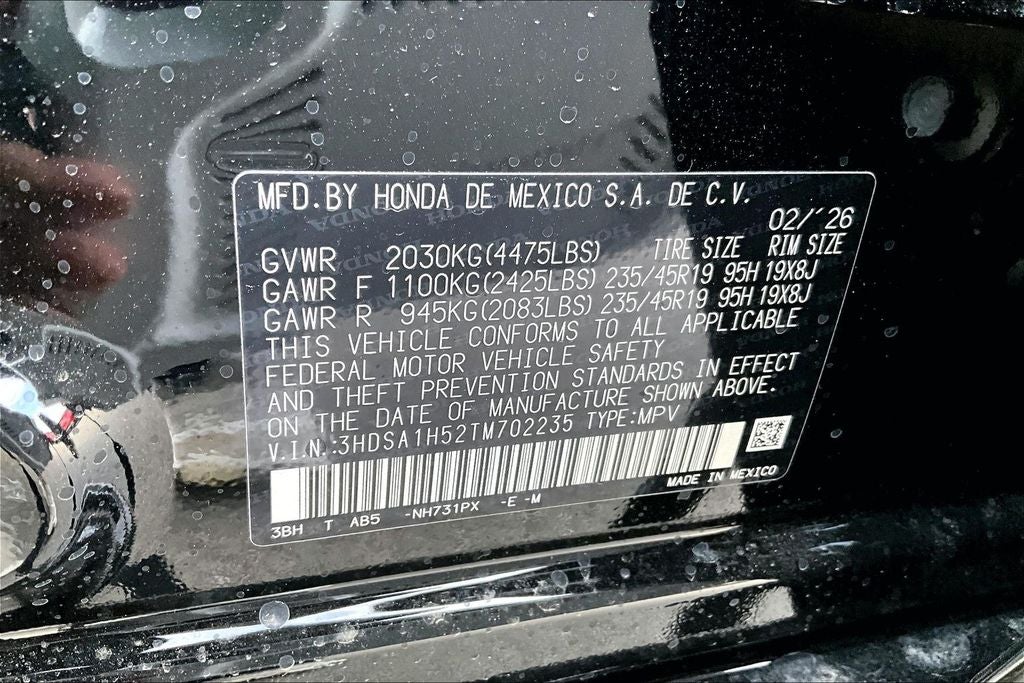 MFD. BY HONDA DE MEXICO S.A. DE C.V.
02/'26
GVWR 2030KG(4475LBS) TIRE SIZE RIM SIZE
GAWR F 1100KG(2425LBS) 235/45R19 95H 19X8J
GAWR R 945KG(2083LBS) 235/45R19 95H 19X8J
THIS VEHICLE CONFORMS TO ALL APPLICABLE
FEDERAL MOTOR VEHICLE SAFETY
AND THEFT PREVENTION STANDARDS IN EFFECT
ON THE DATE OF MANUFACTURE SHOWN ABOVE.
V.I.N.:3HDSA1H52TM702235 TYPE:MPV
MADE IN MEXICO
3BH T AB5 -NH731PX -E -M